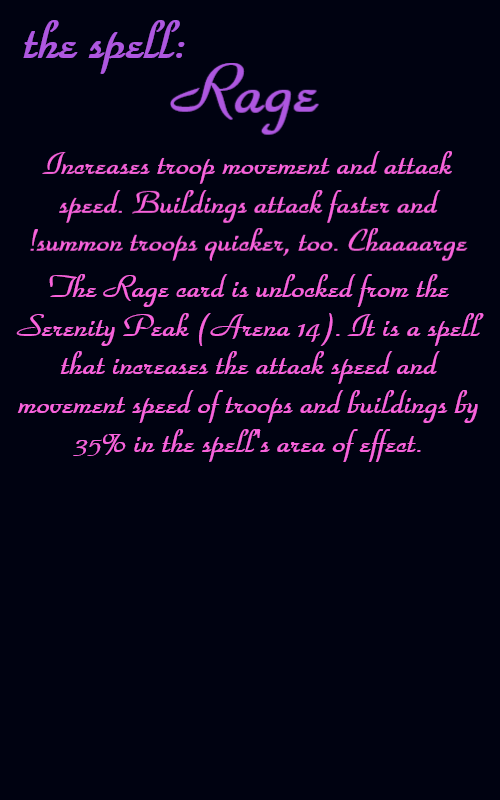 the spell:
Rage
Increases troop movement and attack
speed. Buildings attack faster and
!summon troops quicker, too. Chaaaarge
The Rage card is unlocked from the
Serenity Peak (Arena 14). It is a spell
that increases the attack speed and
movement speed of troops and buildings by
35% in the spell's area of effect.